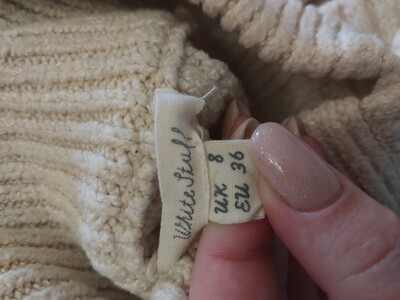 White Stuff
UK 8
EU 36